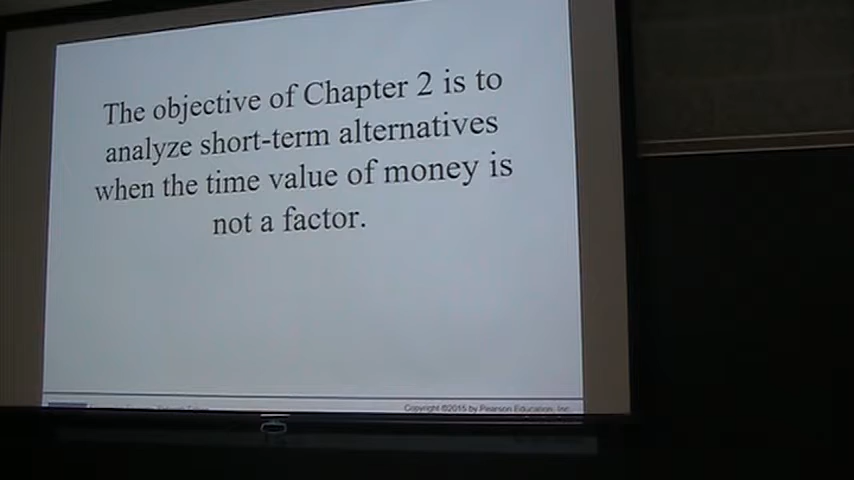 The objective of Chapter 2 is to
analyze short-term alternatives
when the time value of money is
not a factor.
Copyright ©2015 by Pearson Education, Inc.